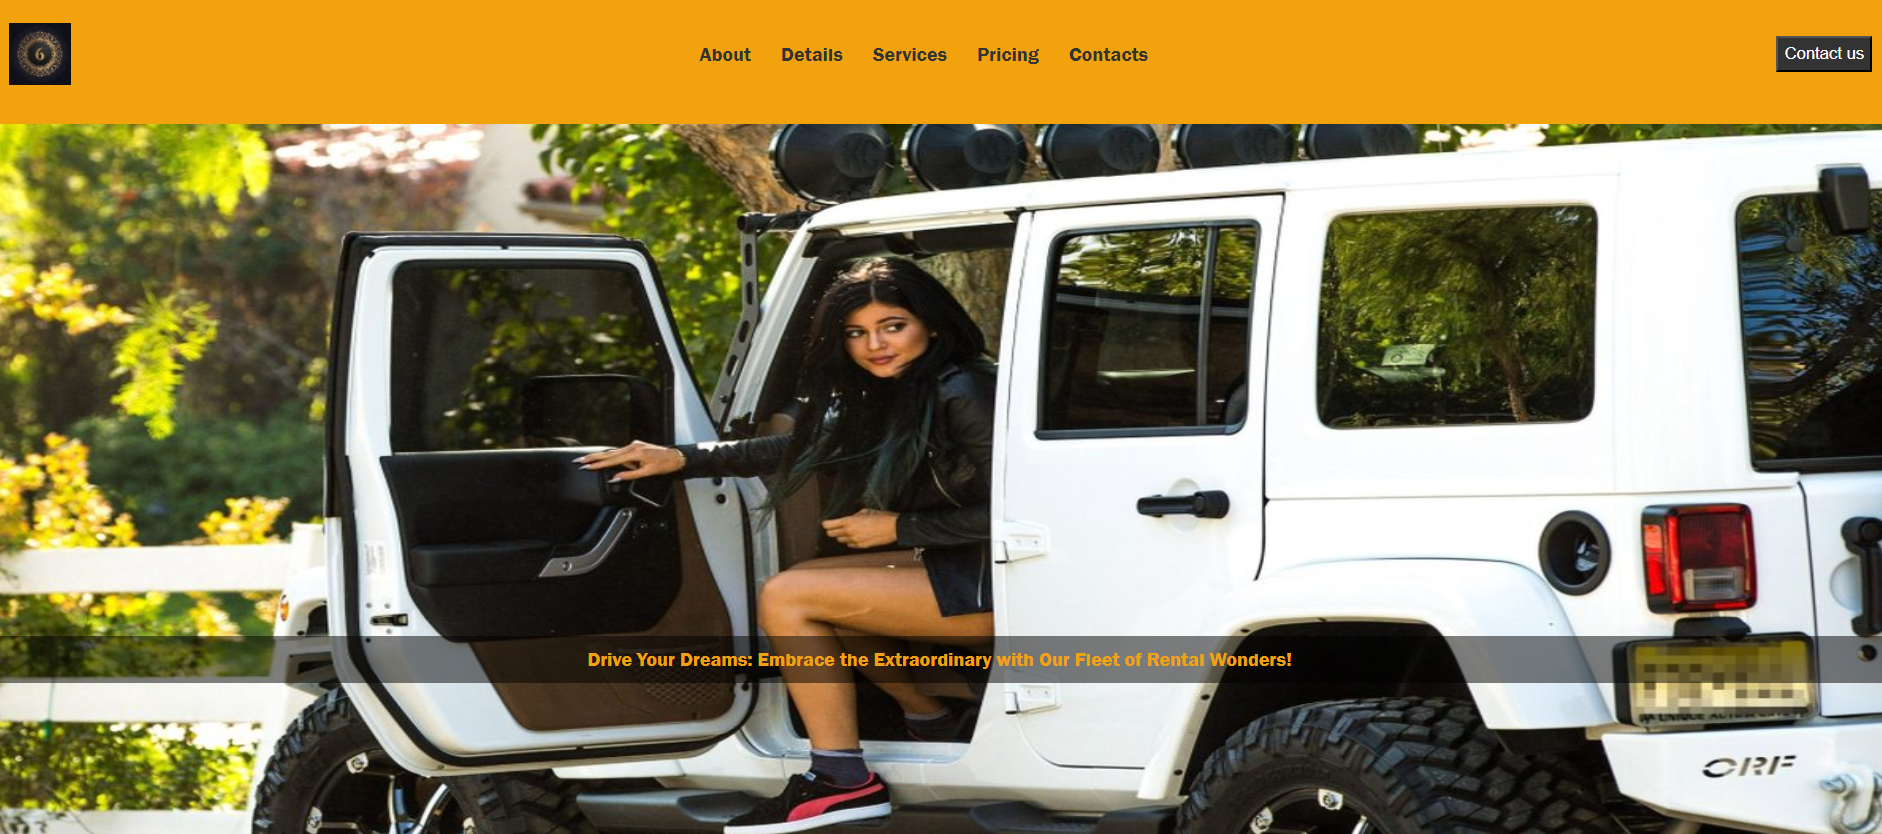 6
About Details Services Pricing Contacts
Contact us
Drive Your Dreams: Embrace the Extraordinary with Our Fleet of Rental Wonders!
UNIQUE
ORF